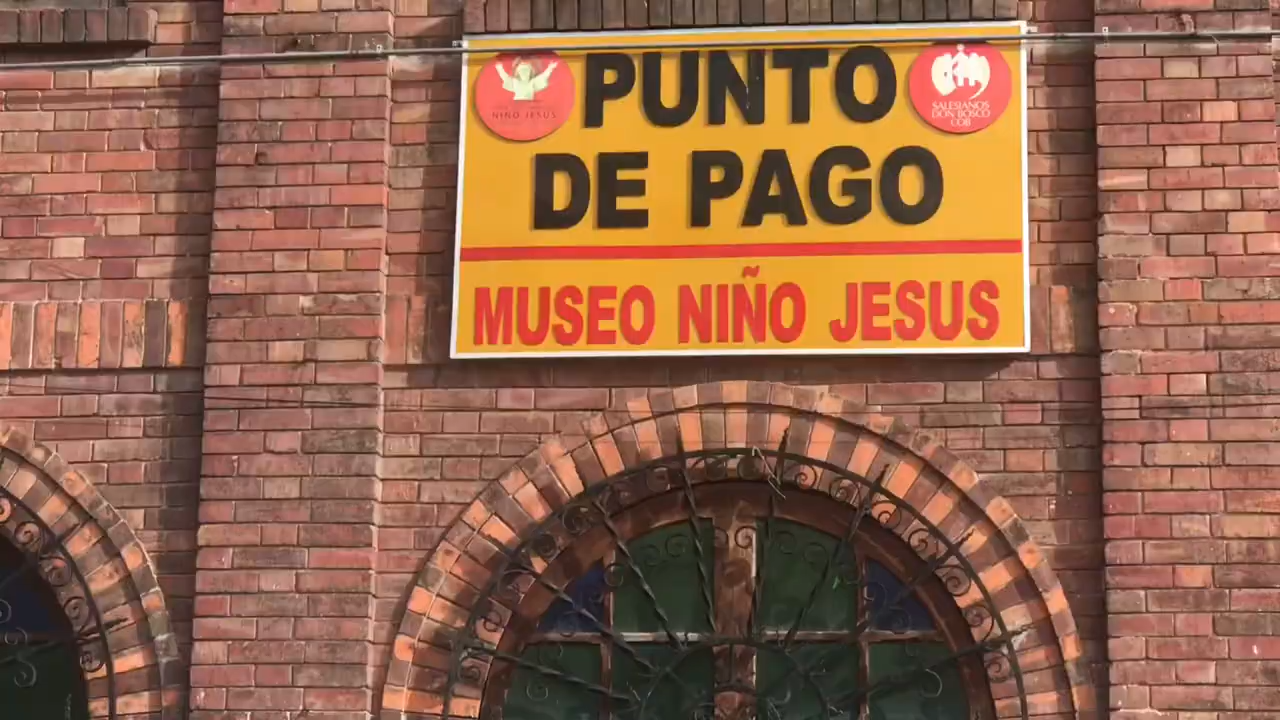 PUNTO
DE PAGO
MUSEO NIÑO JESUS
NIÑO JESUS
SALESIANOS
DON BOSCO
COB